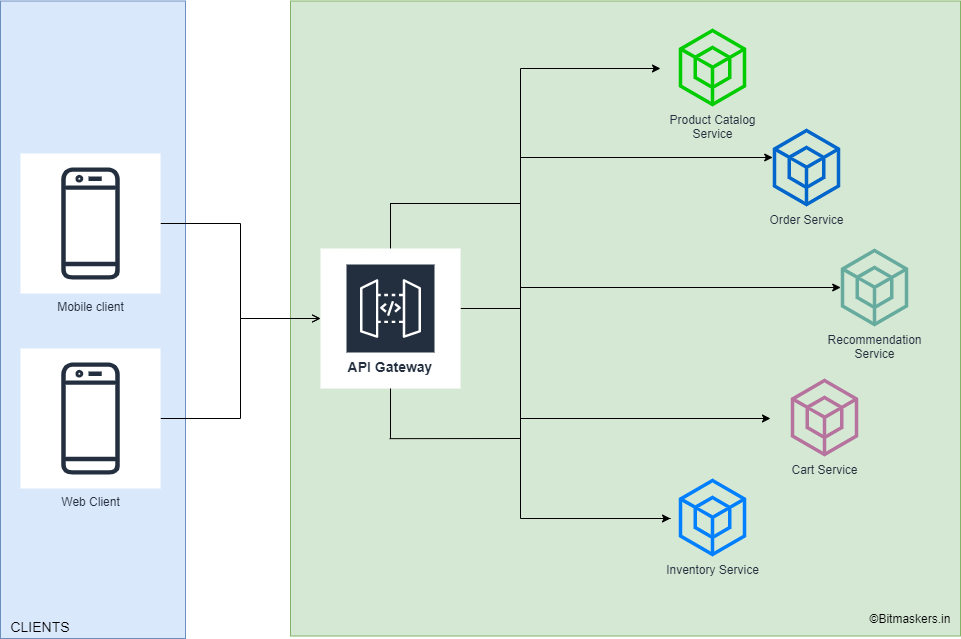 Product Catalog
Service
Order Service
Mobile client
</>
API Gateway
Recommendation
Service
Web Client
Cart Service
Inventory Service
CLIENTS
©Bitmaskers.in